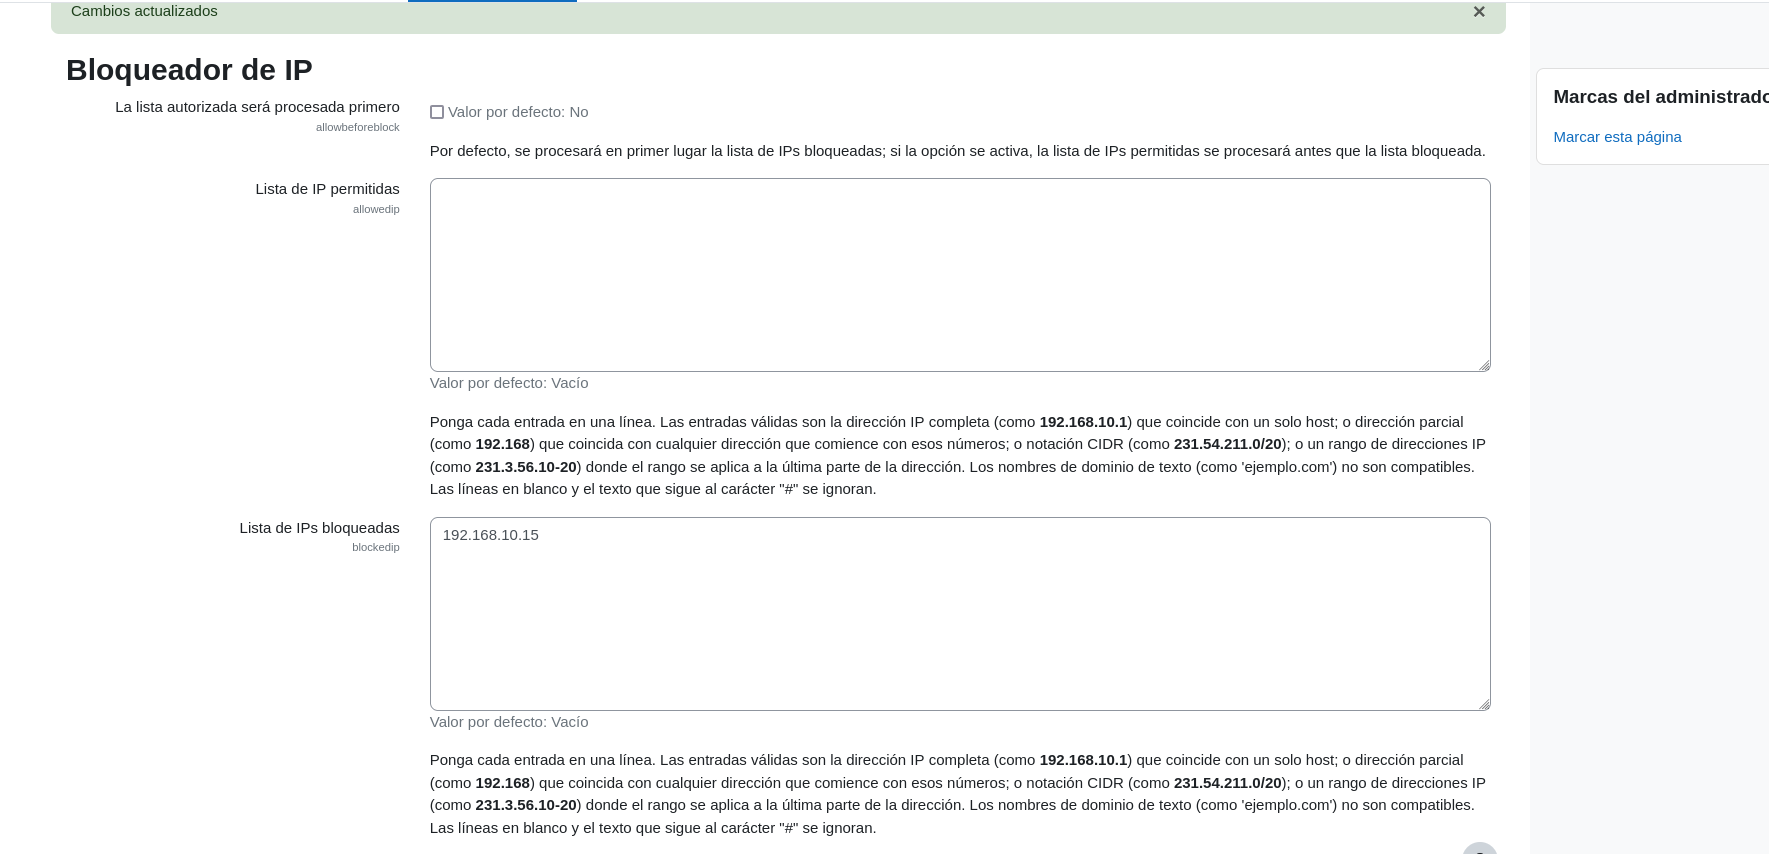 Cambios actualizados
×
Bloqueador de IP
La lista autorizada será procesada primero
allowbeforeblock
Valor por defecto: No
Por defecto, se procesará en primer lugar la lista de IPs bloqueadas; si la opción se activa, la lista de IPs permitidas se procesará antes que la lista bloqueada.
Lista de IP permitidas
allowedip
Valor por defecto: Vacío
Ponga cada entrada en una línea. Las entradas válidas son la dirección IP completa (como 192.168.10.1) que coincide con un solo host; o dirección parcial
(como 192.168) que coincida con cualquier dirección que comience con esos números; o notación CIDR (como 231.54.211.0/20); o un rango de direcciones IP
(como 231.3.56.10-20) donde el rango se aplica a la última parte de la dirección. Los nombres de dominio de texto (como 'ejemplo.com') no son compatibles.
Las líneas en blanco y el texto que sigue al carácter "#" se ignoran.
Lista de IPs bloqueadas
blockedip
192.168.10.15
Valor por defecto: Vacío
Ponga cada entrada en una línea. Las entradas válidas son la dirección IP completa (como 192.168.10.1) que coincide con un solo host; o dirección parcial
(como 192.168) que coincida con cualquier dirección que comience con esos números; o notación CIDR (como 231.54.211.0/20); o un rango de direcciones IP
(como 231.3.56.10-20) donde el rango se aplica a la última parte de la dirección. Los nombres de dominio de texto (como 'ejemplo.com') no son compatibles.
Las líneas en blanco y el texto que sigue al carácter "#" se ignoran.
Marcas del administrado
Marcar esta página